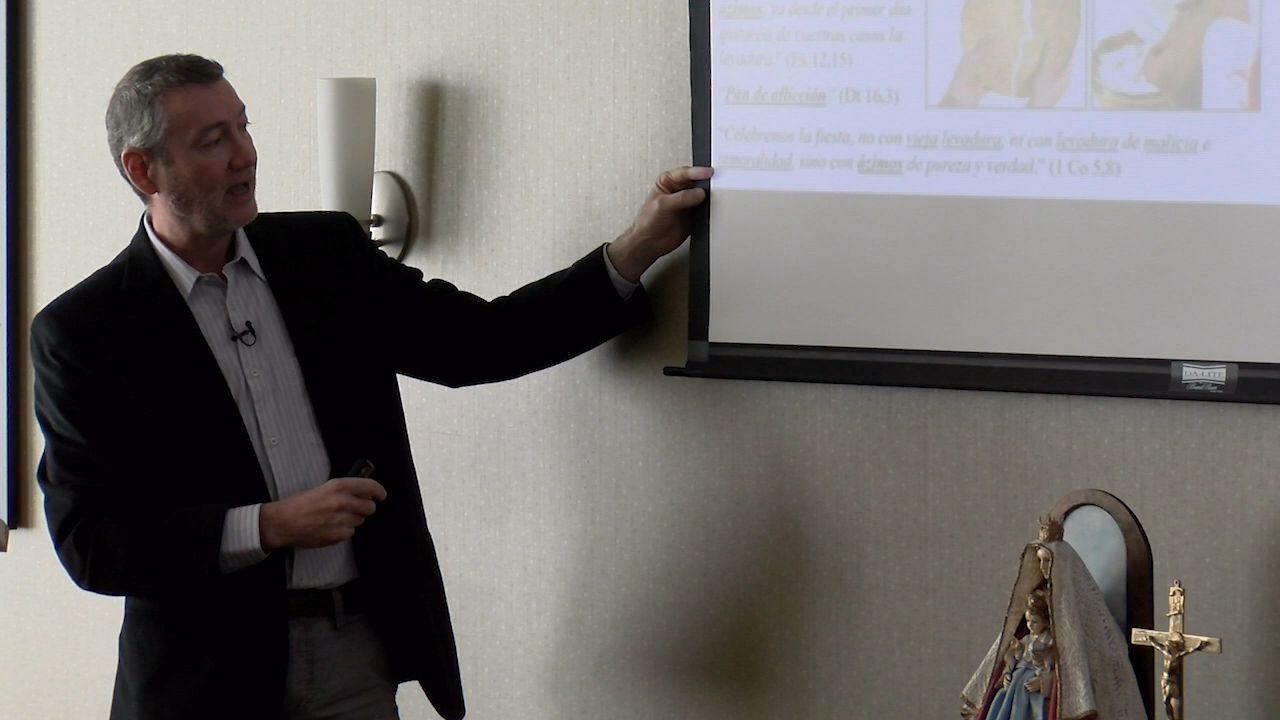 ázimos; ya desde el primer día
quitaréis de vuestras casas la
levadura." (Ex 12,15)
"Pan de aflicción" (Dt 16,3)
"Celebremos la fiesta, no con vieja levadura, ni con levadura de malicia e
inmoralidad, sino con ázimos de pureza y verdad." (1 Co 5,8)
DA-LITE